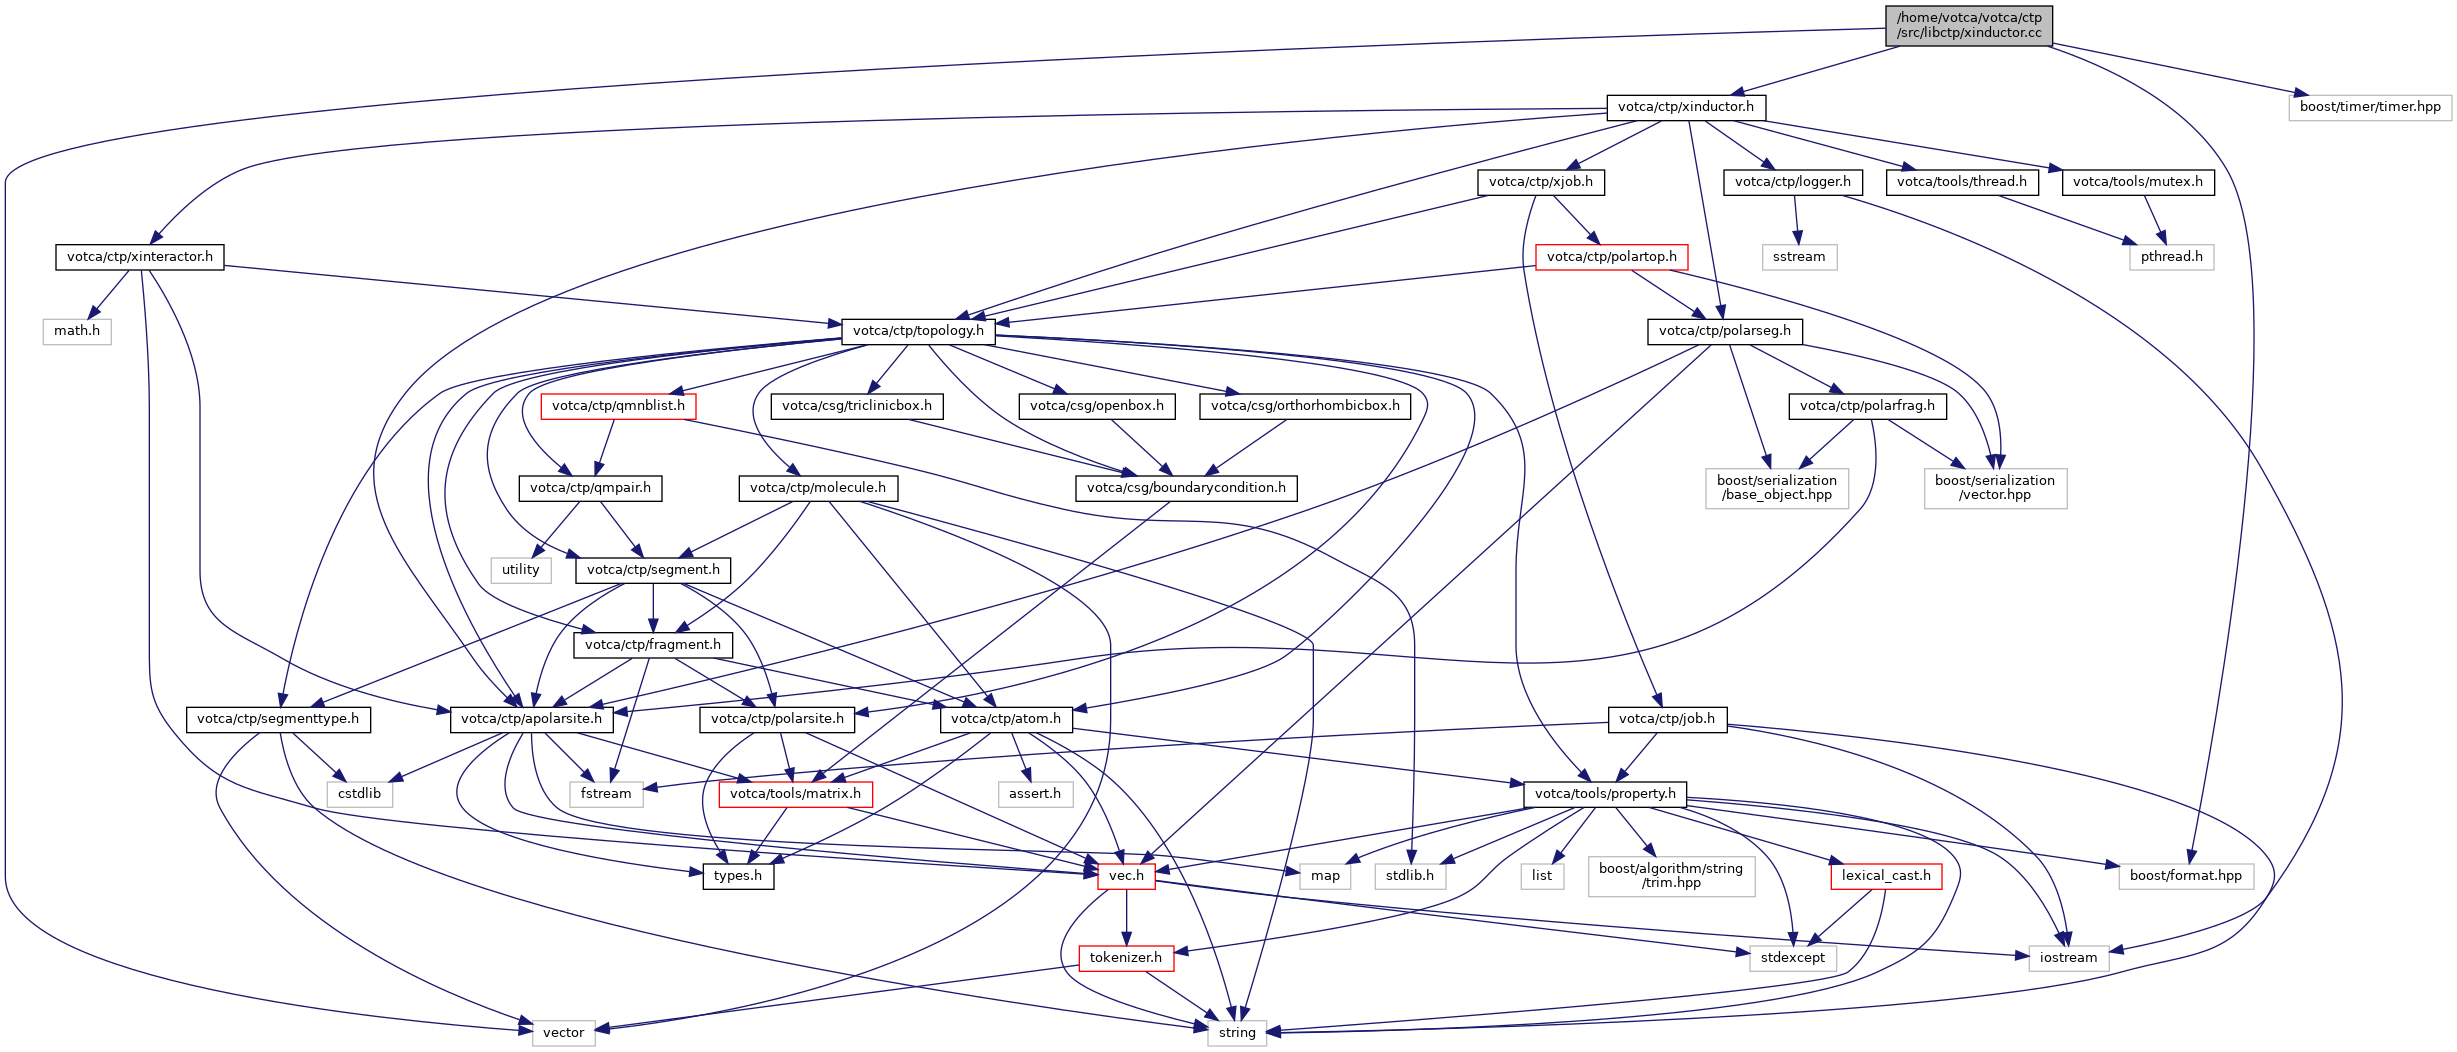 /home/votca/votca/ctp
/src/libctp/xinductor.cc
votca/ctp/xinductor.h
boost/timer/timer.hpp
votca/ctp/xjob.h
votca/ctp/logger.h
votca/tools/thread.h
votca/tools/mutex.h
votca/ctp/xinteractor.h
votca/ctp/polartop.h
sstream
pthread.h
math.h
votca/ctp/topology.h
votca/ctp/polarseg.h
votca/ctp/qmnblist.h
votca/csg/triclinicbox.h
votca/csg/openbox.h
votca/csg/orthorhombicbox.h
votca/ctp/polarfrag.h
votca/ctp/qmpair.h
votca/ctp/molecule.h
votca/csg/boundarycondition.h
boost/serialization
/base_object.hpp
boost/serialization
/vector.hpp
utility
votca/ctp/segment.h
votca/ctp/fragment.h
votca/ctp/segmenttype.h
votca/ctp/apolarsite.h
votca/ctp/polarsite.h
votca/ctp/atom.h
votca/ctp/job.h
cstdlib
fstream
votca/tools/matrix.h
assert.h
votca/tools/property.h
types.h
vec.h
map
stdlib.h
list
boost/algorithm/string
/trim.hpp
lexical_cast.h
boost/format.hpp
tokenizer.h
stdexcept
iostream
vector
string